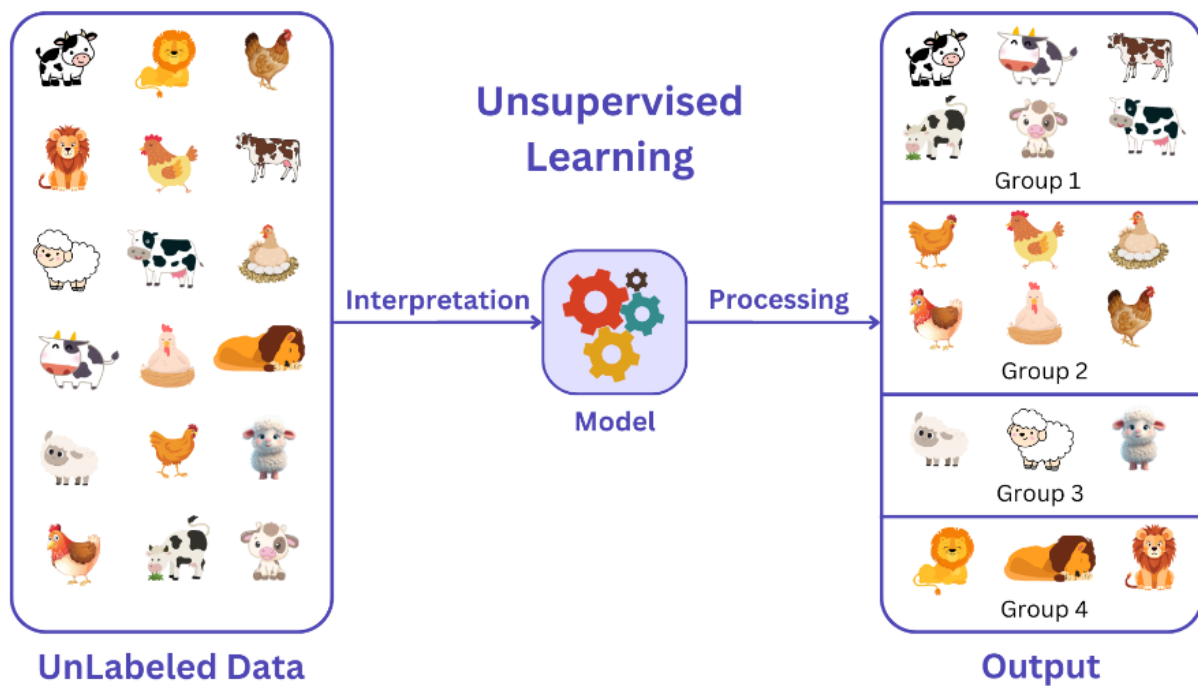 Unsupervised
Learning
Interpretation
Processing
Model
Group 1
Group 2
Group 3
Group 4
UnLabeled Data
Output